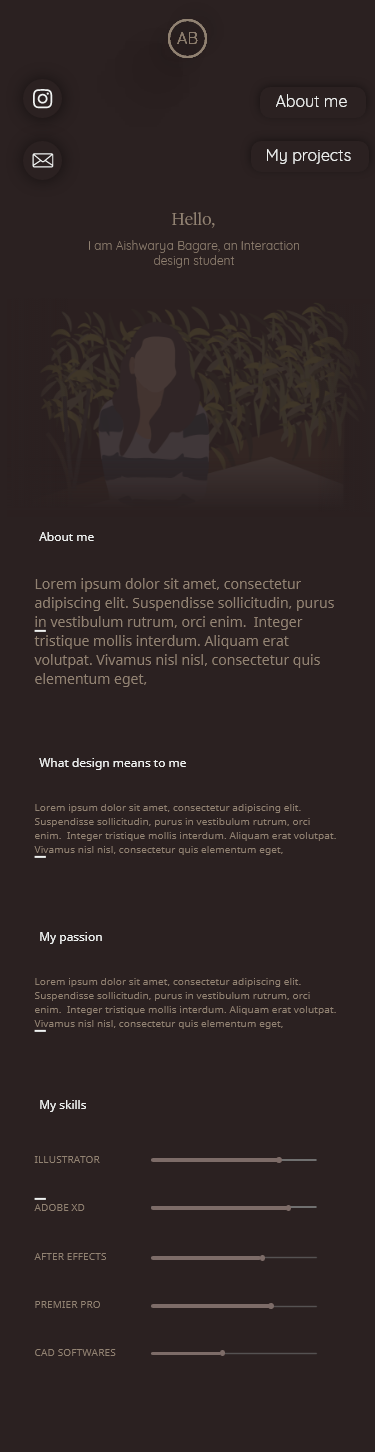 AB
About me
My projects
Hello,
I am Aishwarya Bagare, an Interaction
design student
About me
Lorem ipsum dolor sit amet, consectetur
adipiscing elit. Suspendisse sollicitudin, purus
in vestibulum rutrum, orci enim.  Integer
tristique mollis interdum. Aliquam erat
volutpat. Vivamus nisl nisl, consectetur quis
elementum eget,
What design means to me
Lorem ipsum dolor sit amet, consectetur adipiscing elit.
Suspendisse sollicitudin, purus in vestibulum rutrum, orci
enim.  Integer tristique mollis interdum. Aliquam erat volutpat.
Vivamus nisl nisl, consectetur quis elementum eget,
My passion
Lorem ipsum dolor sit amet, consectetur adipiscing elit.
Suspendisse sollicitudin, purus in vestibulum rutrum, orci
enim.  Integer tristique mollis interdum. Aliquam erat volutpat.
Vivamus nisl nisl, consectetur quis elementum eget,
My skills
ILLUSTRATOR
ADOBE XD
AFTER EFFECTS
PREMIER PRO
CAD SOFTWARES